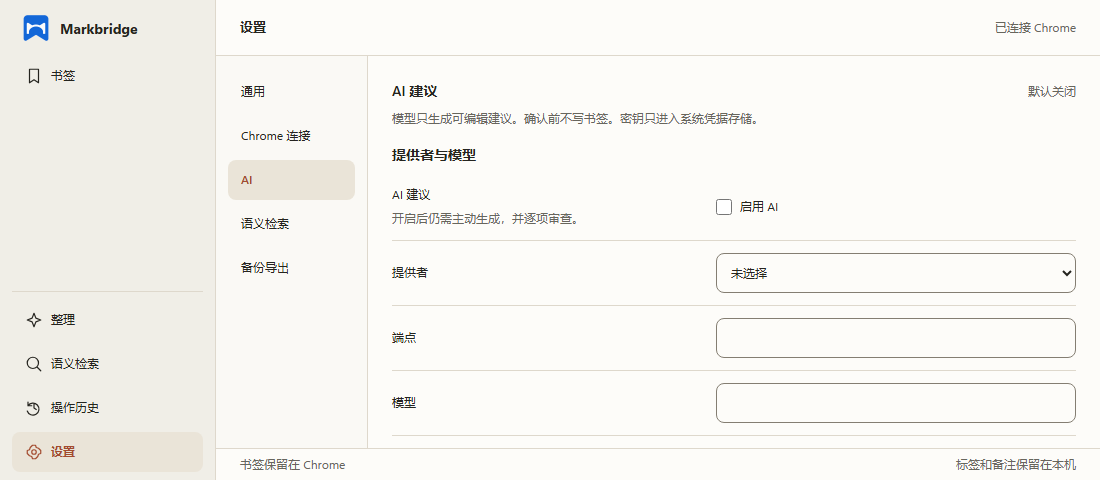 Markbridge
书签
整理
语义检索
操作历史
设置
设置
已连接 Chrome
通用
Chrome 连接
AI
语义检索
备份导出
AI 建议
默认关闭
模型只生成可编辑建议。确认前不写书签。密钥只进入系统凭据存储。
提供者与模型
AI 建议
开启后仍需主动生成，并逐项审查。
启用 AI
提供者
未选择
端点
模型
书签保留在 Chrome
标签和备注保留在本机